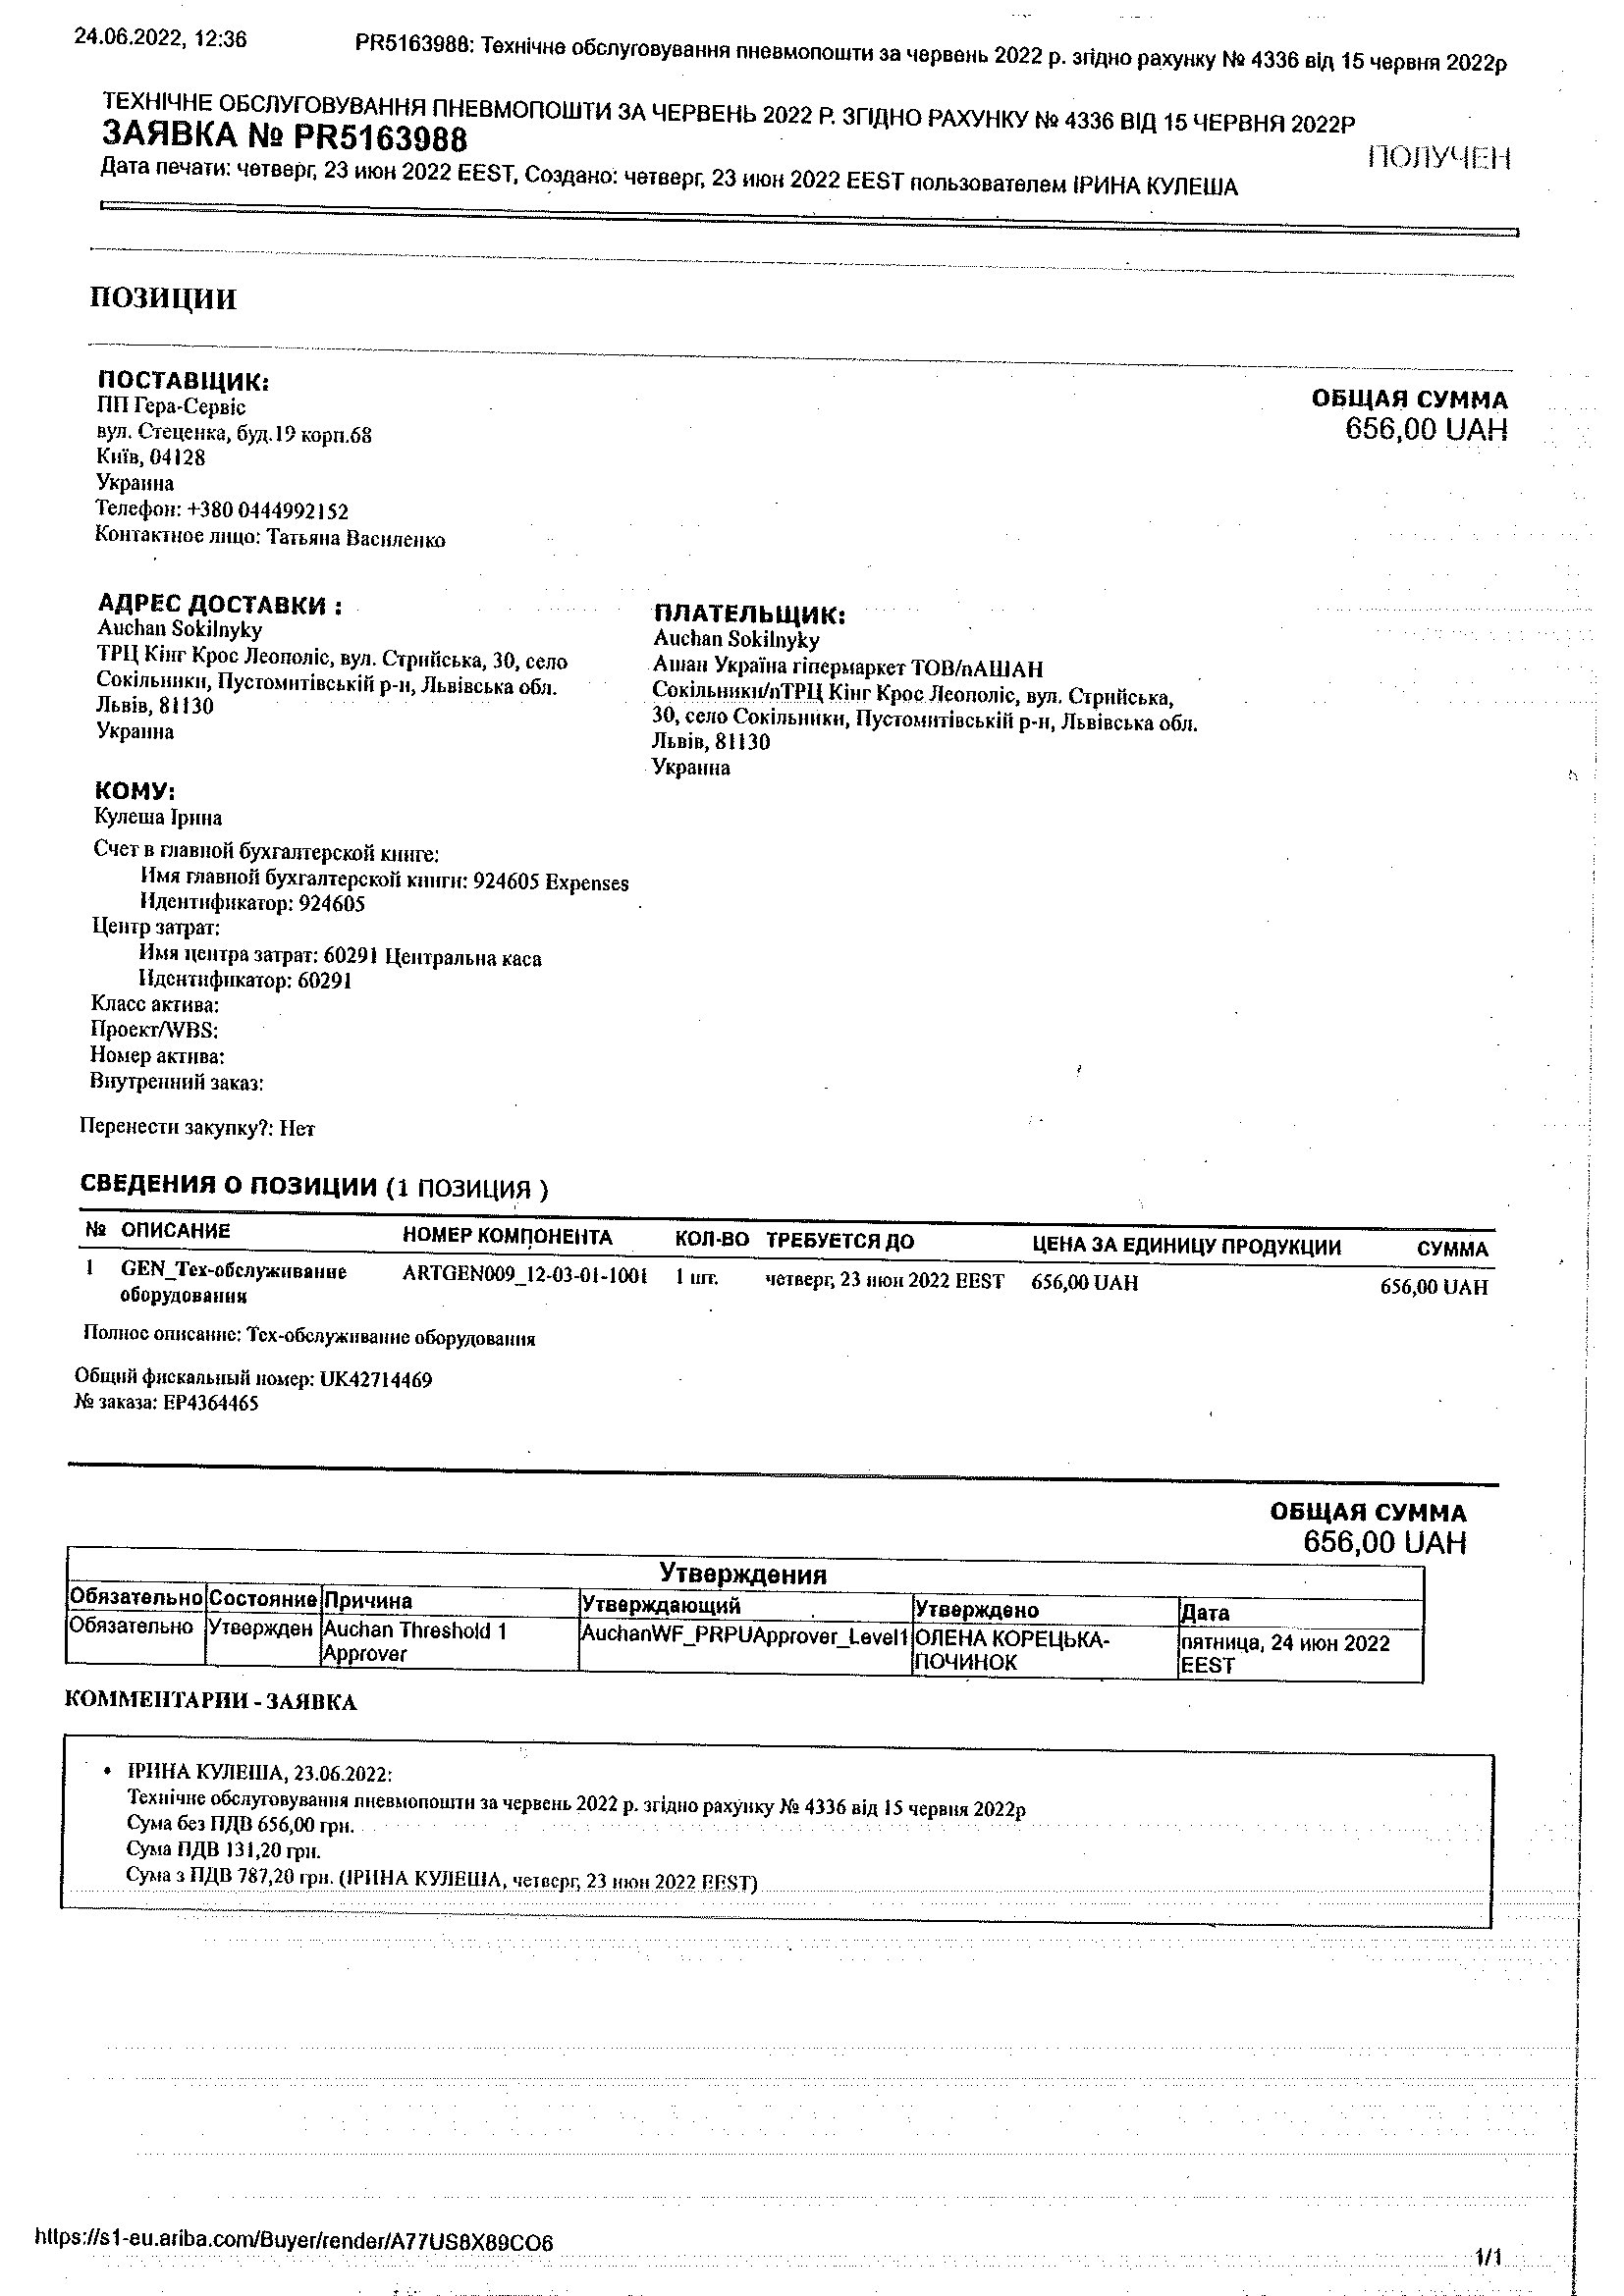 24.06.2022, 12:36
PR5163988: Технічне обслуговування пневмопошти за червень 2022 р. згідно рахунку № 4336 від 15 червня 2022р
ТЕХНІЧНЕ ОБСЛУГОВУВАННЯ ПНЕВМОПОШТИ ЗА ЧЕРВЕНЬ 2022 Р. ЗГІДНО РАХУНКУ № 4336 ВІД 15 ЧЕРВНЯ 2022Р
ЗАЯВКА № PR5163988
ПОЛУЧЕН
Дата печати: четверг, 23 июн 2022 EEST, Создано: четверг, 23 июн 2022 EEST пользователем ІРИНА КУЛЕША
ПОЗИЦИИ
ПОСТАВЩИК:
ПП Гера-Сервіс
вул. Стеценка, буд.19 корп.68
Київ, 04128
Украина
Телефон: +380 0444992152
Контактное лицо: Татьяна Василенко
ОБЩАЯ СУММА
656,00 UAH
АДРЕС ДОСТАВКИ :
Auchan Sokilnyky
ТРЦ Кінг Крос Леополіс, вул. Стрийська, 30, село
Сокільники, Пустомитівській р-н, Львівська обл.
Львів, 81130
Украина
ПЛАТЕЛЬЩИК:
Auchan Sokilnyky
Ашан Україна гіпермаркет ТОВ/nАШАН
Сокільники/nТРЦ Кінг Крос Леополіс, вул. Стрийська,
30, село Сокільники, Пустомитівській р-н, Львівська обл.
Львів, 81130
Украина
КОМУ:
Кулеша Ірина
Счет в главной бухгалтерской книге:
Имя главной бухгалтерской книги: 924605 Expenses
Идентификатор: 924605
Центр затрат:
Имя центра затрат: 60291 Центральна каса
Идентификатор: 60291
Класс актива:
Проект/WBS:
Номер актива:
Внутренний заказ:
Перенести закупку?: Нет
СВЕДЕНИЯ О ПОЗИЦИИ (1 ПОЗИЦИЯ )
№ ОПИСАНИЕ НОМЕР КОМПОНЕНТА КОЛ-ВО ТРЕБУЕТСЯ ДО ЦЕНА ЗА ЕДИНИЦУ ПРОДУКЦИИ СУММА
1 GEN_Тех-обслуживание ARTGEN009_12-03-01-1001 1 шт. четверг, 23 июн 2022 EEST 656,00 UAH 656,00 UAH
оборудования
Полное описание: Тех-обслуживание оборудования
Общий фискальный номер: UK42714469
№ заказа: EP4364465
ОБЩАЯ СУММА
656,00 UAH
Утверждения
Обязательно Состояние Причина Утверждающий Утверждено Дата
Обязательно Утвержден Auchan Threshold 1 AuchanWF_PRPUApprover_Level1 ОЛЕНА КОРЕЦЬКА- пятница, 24 июн 2022
Approver ПОЧИНОК EEST
КОММЕНТАРИИ - ЗАЯВКА
• ІРИНА КУЛЕША, 23.06.2022:
Технічне обслуговування пневмопошти за червень 2022 р. згідно рахунку № 4336 від 15 червня 2022р
Сума без ПДВ 656,00 грн.
Сума ПДВ 131,20 грн.
Сума з ПДВ 787,20 грн. (ІРИНА КУЛЕША, четверг, 23 июн 2022 EEST)
https://s1-eu.ariba.com/Buyer/render/A77US8X89CO6
1/1